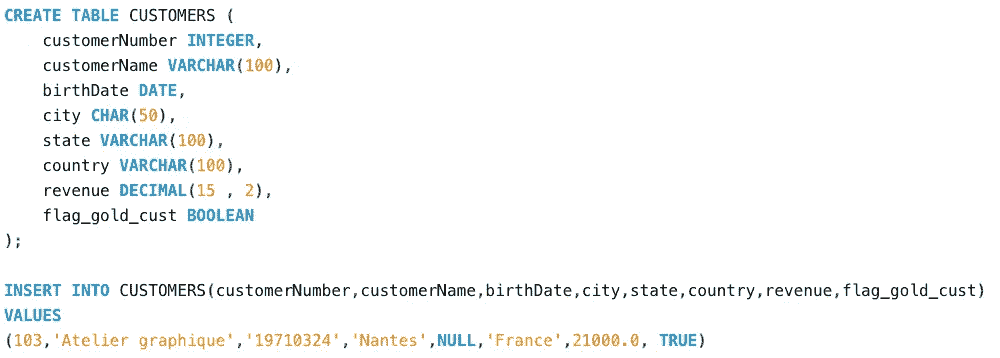 CREATE TABLE CUSTOMERS (
customerNumber INTEGER,
customerName VARCHAR(100),
birthDate DATE,
city CHAR(50),
state VARCHAR(100),
country VARCHAR(100),
revenue DECIMAL(15 , 2),
flag_gold_cust BOOLEAN
);
INSERT INTO CUSTOMERS(customerNumber,customerName,birthDate,city,state,country,revenue,flag_gold_cust)
VALUES
(103,'Atelier graphique','19710324','Nantes',NULL,'France',21000.0, TRUE)